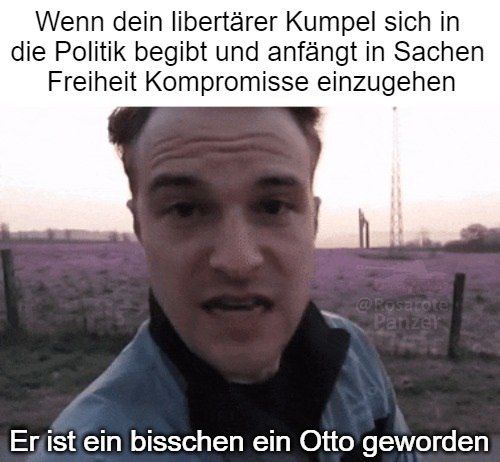 Wenn dein libertärer Kumpel sich in
die Politik begibt und anfängt in Sachen
Freiheit Kompromisse einzugehen
@Rosarote
Panzer
Er ist ein bisschen ein Otto geworden